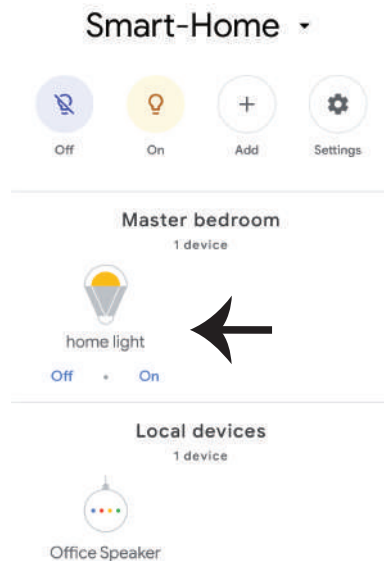 Smart-Home
Off On Add Settings
Master bedroom
1 device
home light
Off • On
Local devices
1 device
Office Speaker